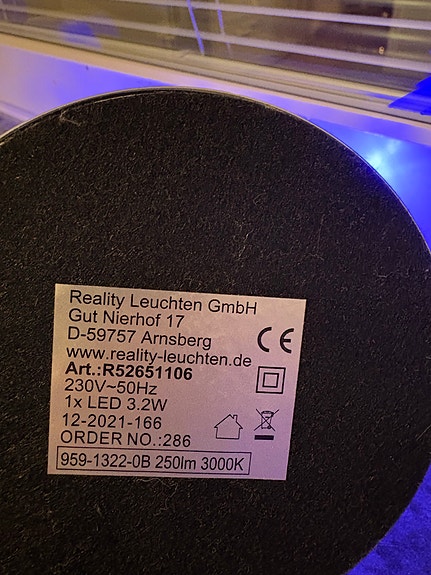 Reality Leuchten GmbH
Gut Nierhof 17
D-59757 Arnsberg
www.reality-leuchten.de
Art.:R52651106
230V~50Hz
1x LED 3.2W
12-2021-166
ORDER NO.:286
959-1322-0B 250lm 3000K
CE